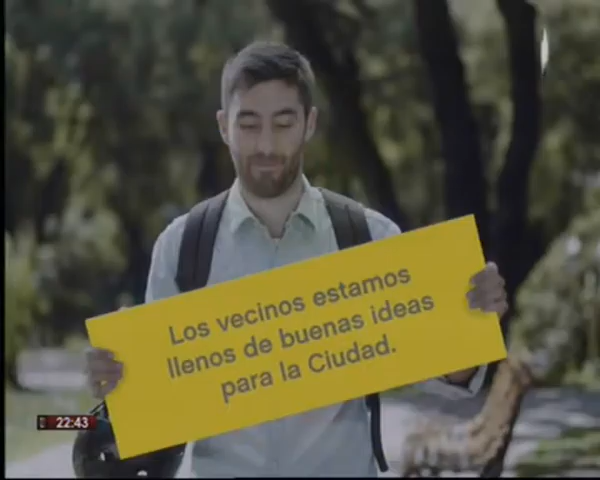 Los vecinos estamos
llenos de buenas ideas
para la Ciudad.
22:43